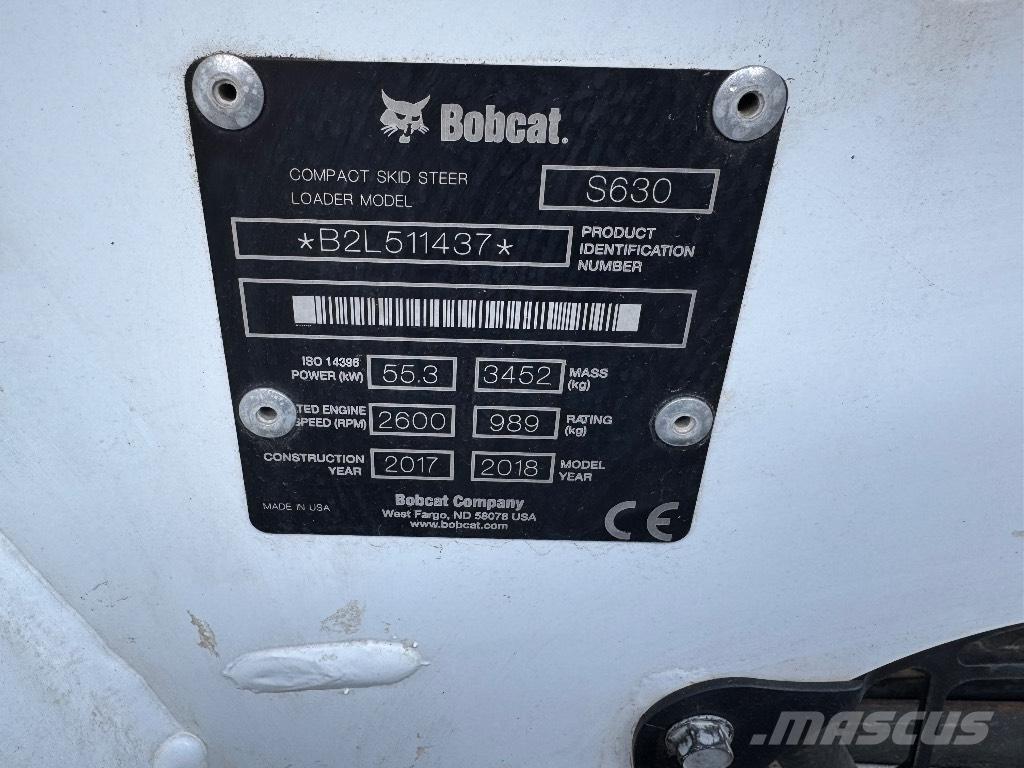 Bobcat.
COMPACT SKID STEER
LOADER MODEL
S630
*B2L511437*
PRODUCT
IDENTIFICATION
NUMBER
ISO 14396
POWER (kW)
55.3
3452
MASS
(kg)
TED ENGINE
SPEED (RPM)
2600
989
RATING
(kg)
CONSTRUCTION
YEAR
2017
2018
MODEL
YEAR
MADE IN USA
Bobcat Company
West Fargo, ND 58078 USA
www.bobcat.com
CE
MASCUS